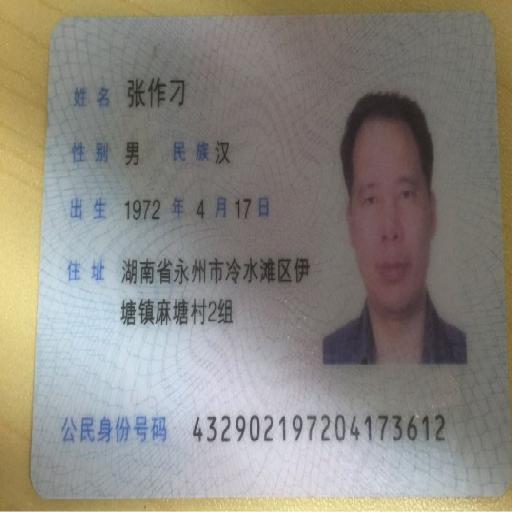 姓名 张作刁
性别 男 民族 汉
出生 1972 年 4 月 17 日
住址 湖南省永州市冷水滩区伊
塘镇麻塘村2组
公民身份号码 432902197204173612